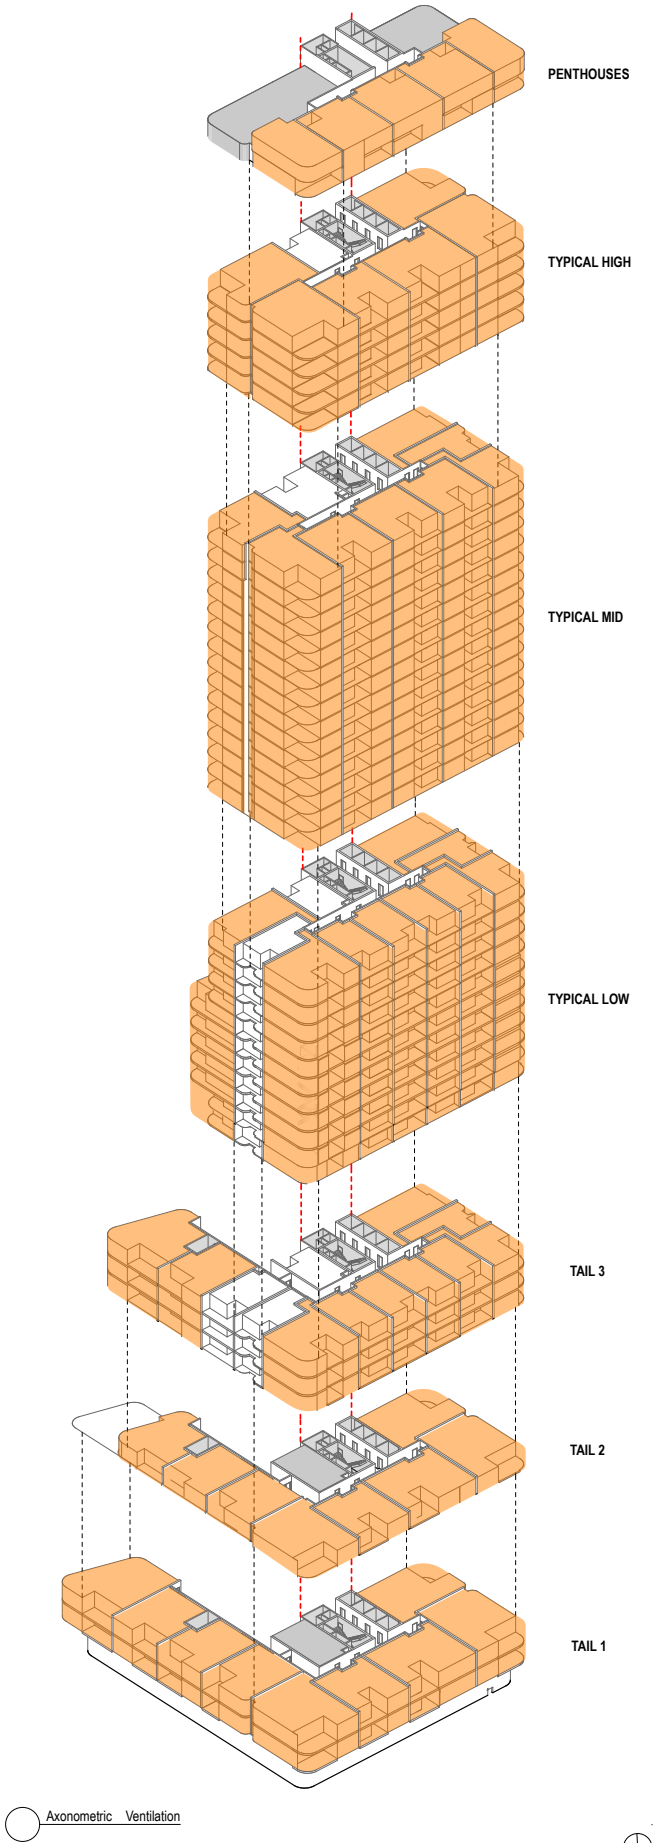 PENTHOUSES
TYPICAL HIGH
TYPICAL MID
TYPICAL LOW
TAIL 3
TAIL 2
TAIL 1
Axonometric Ventilation